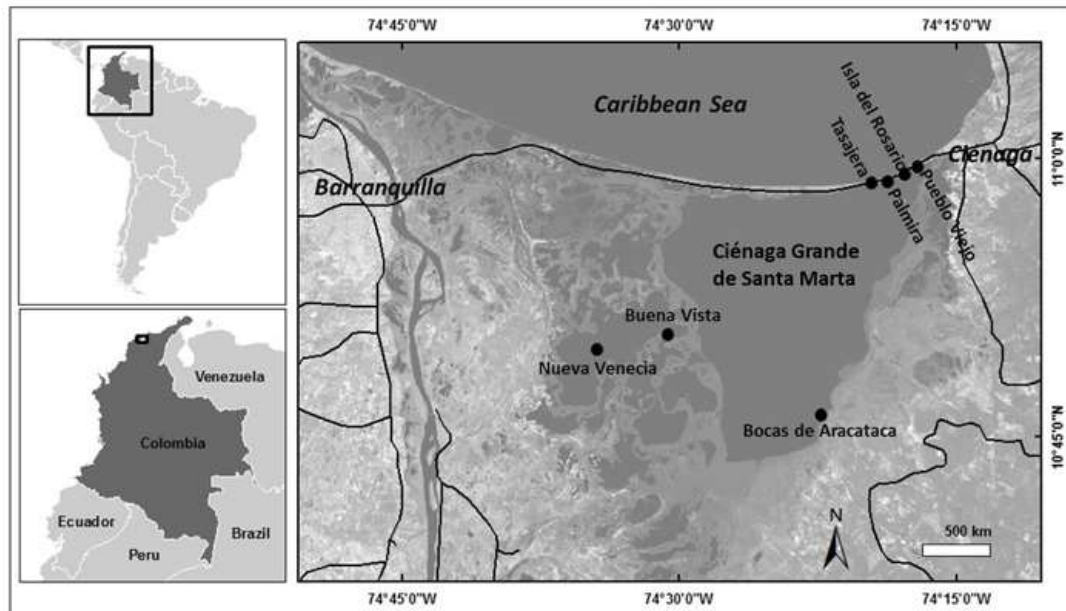 74°45'0"W
74°30'0"W
74°15'0"W
Caribbean Sea
Isla del Rosario
Tasajera
Palmira
Pueblo Viejo
Ciénaga
11°0'0"N
Barranquilla
Ciénaga Grande
de Santa Marta
Buena Vista
Nueva Venecia
Bocas de Aracataca
10°45'0"N
N
500 km
74°45'0"W
74°30'0"W
74°15'0"W
Venezuela
Colombia
Ecuador
Peru
Brazil